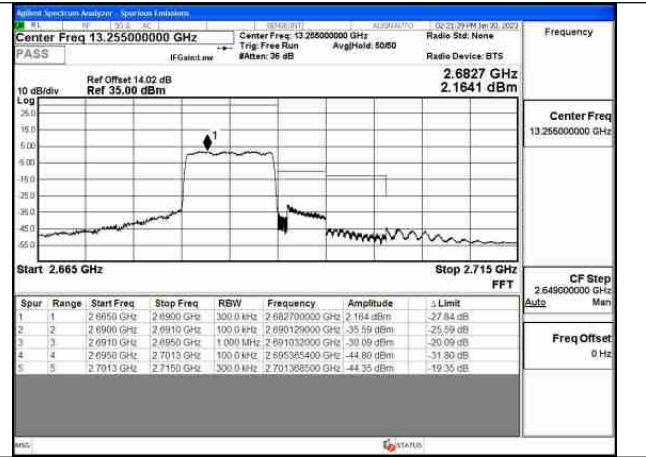 Agilent Spectrum Analyzer - Spurious Emissions
RL RF 50 Ω AC SENSE:INT ALIGN AUTO 02:21:29 PM Jan 30, 2023
Center Freq 13.255000000 GHz
Center Freq: 13.255000000 GHz
Radio Std: None
Trig: Free Run Avg|Hold: 50/50
PASS
IFGain:Low
#Atten: 36 dB
Radio Device: BTS
Ref Offset 14.02 dB
2.6827 GHz
10 dB/div Ref 35.00 dBm
2.1641 dBm
Log
25.0
15.0
5.00
-5.00
-15.0
-25.0
-35.0
-45.0
-55.0
1
Start 2.665 GHz
Stop 2.715 GHz
FFT
Spur Range Start Freq Stop Freq RBW Frequency Amplitude Δ Limit
1 1 2.6650 GHz 2.6900 GHz 300.0 kHz 2.682700000 GHz 2.164 dBm -27.84 dB
2 2 2.6900 GHz 2.6910 GHz 100.0 kHz 2.690129000 GHz -35.59 dBm -25.59 dB
3 3 2.6910 GHz 2.6950 GHz 1.000 MHz 2.691032000 GHz -30.09 dBm -20.09 dB
4 4 2.6950 GHz 2.7013 GHz 100.0 kHz 2.695365400 GHz -44.80 dBm -31.80 dB
5 5 2.7013 GHz 2.7150 GHz 300.0 kHz 2.701368500 GHz -44.35 dBm -19.35 dB
MSG
STATUS
Frequency
Center Freq
13.255000000 GHz
CF Step
2.649000000 GHz
Auto Man
Freq Offset
0 Hz